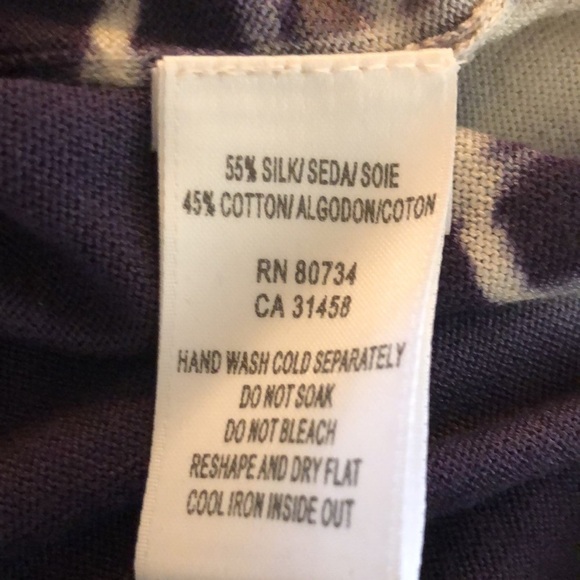 55% SILK/SEDA/SOIE
45% COTTON/ALGODON/COTON
RN 80734
CA 31458
HAND WASH COLD SEPARATELY
DO NOT SOAK
DO NOT BLEACH
RESHAPE AND DRY FLAT
COOL IRON INSIDE OUT